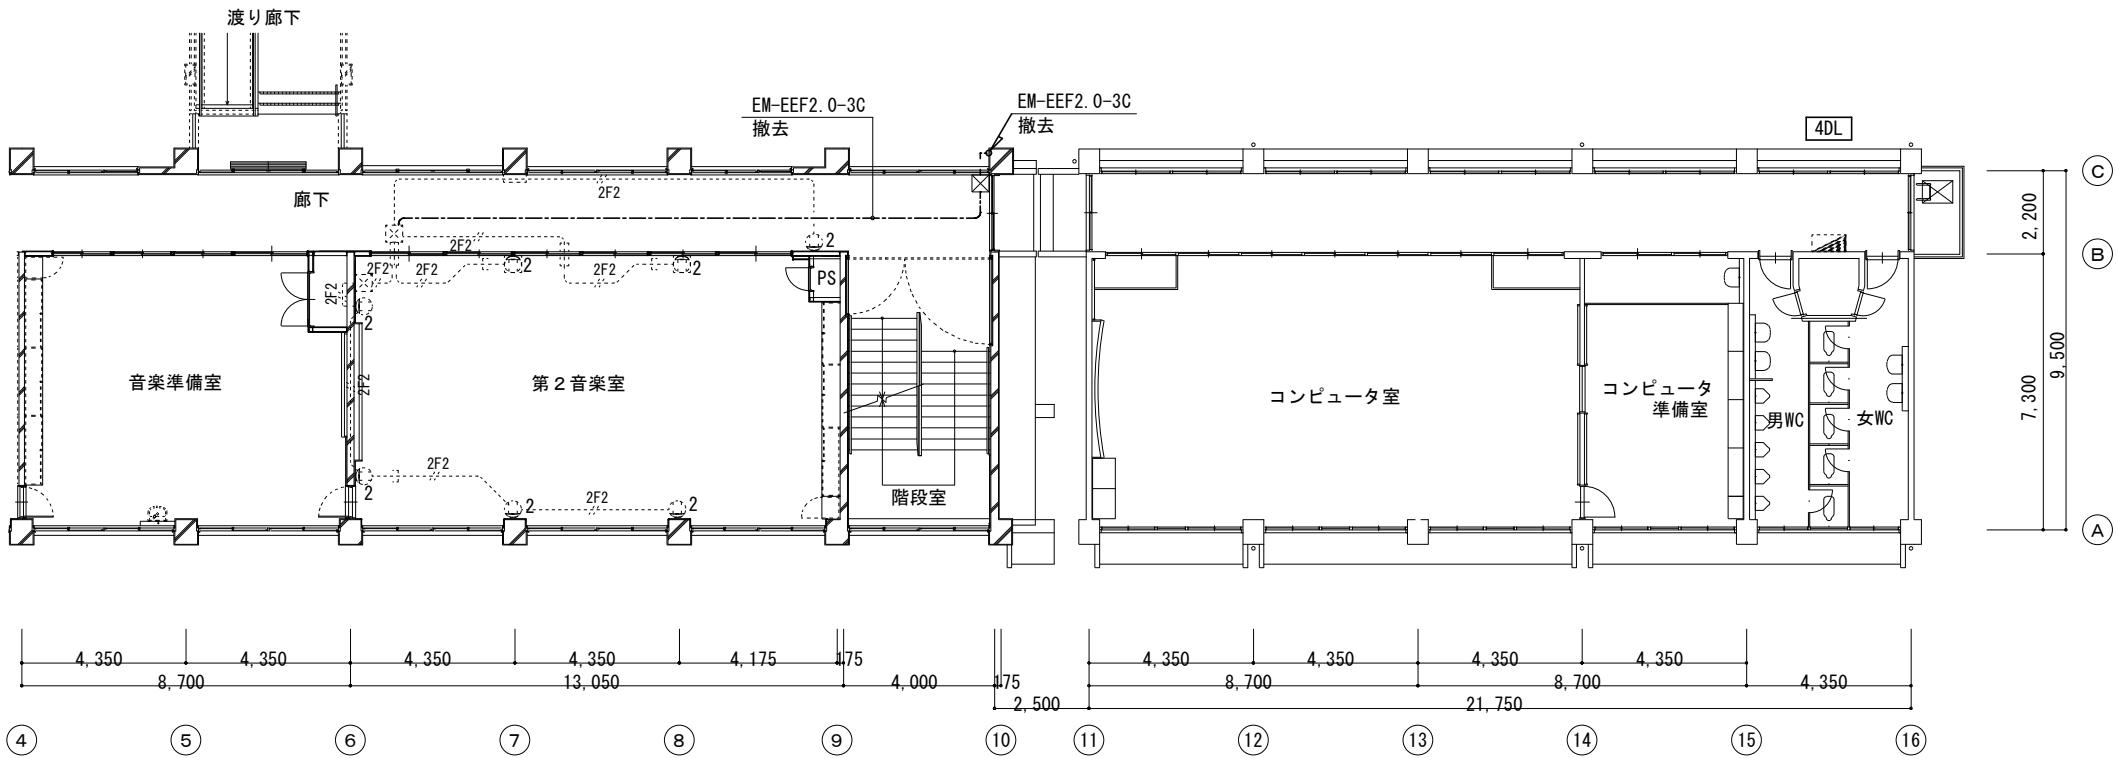 渡り廊下
EM-EEF2.0-3C
撤去
EM-EEF2.0-3C
撤去
4DL
C
廊下
2F2
2,200
2
2F2
B
2F2
2F2
2
2F2
2
PS
2F2
2
9,500
音楽準備室
第2音楽室
2F2
コンピュータ室
コンピュータ
準備室
男WC
女WC
7,300
2F2
2
2
2F2
2
階段室
A
4,350
4,350
4,350
4,350
4,175
175
4,350
4,350
4,350
4,350
8,700
13,050
4,000
175
8,700
8,700
4,350
2,500
21,750
4
5
6
7
8
9
10
11
12
13
14
15
16